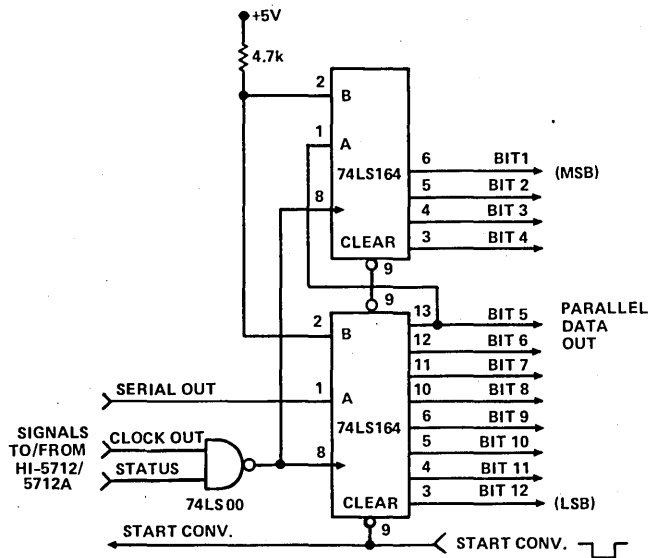 +5V
4.7k
2
B
1
A
74LS164
8
CLEAR
9
6 BIT1 (MSB)
5 BIT 2
4 BIT 3
3 BIT 4
9
2
B
1
A
74LS164
8
CLEAR
9
13 BIT 5
12 BIT 6
11 BIT 7
10 BIT 8
6 BIT 9
5 BIT 10
4 BIT 11
3 BIT 12 (LSB)
PARALLEL
DATA
OUT
SERIAL OUT
SIGNALS
TO/FROM
HI-5712/
5712A
CLOCK OUT
STATUS
74LS00
START CONV.
START CONV.